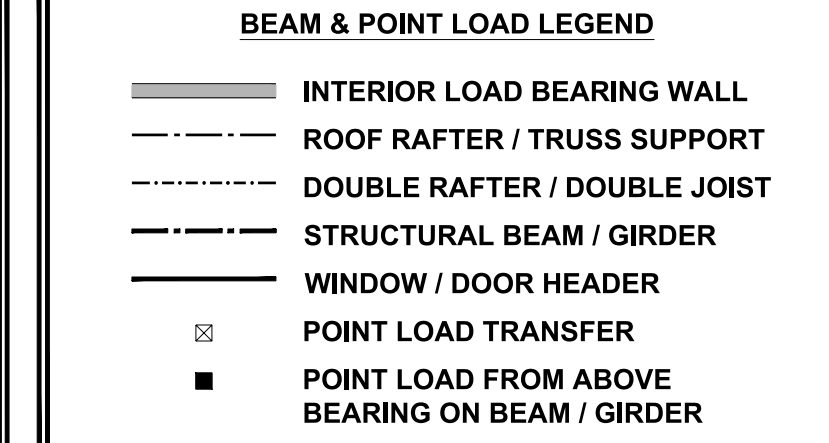 BEAM & POINT LOAD LEGEND
INTERIOR LOAD BEARING WALL
ROOF RAFTER / TRUSS SUPPORT
DOUBLE RAFTER / DOUBLE JOIST
STRUCTURAL BEAM / GIRDER
WINDOW / DOOR HEADER
POINT LOAD TRANSFER
POINT LOAD FROM ABOVE
BEARING ON BEAM / GIRDER